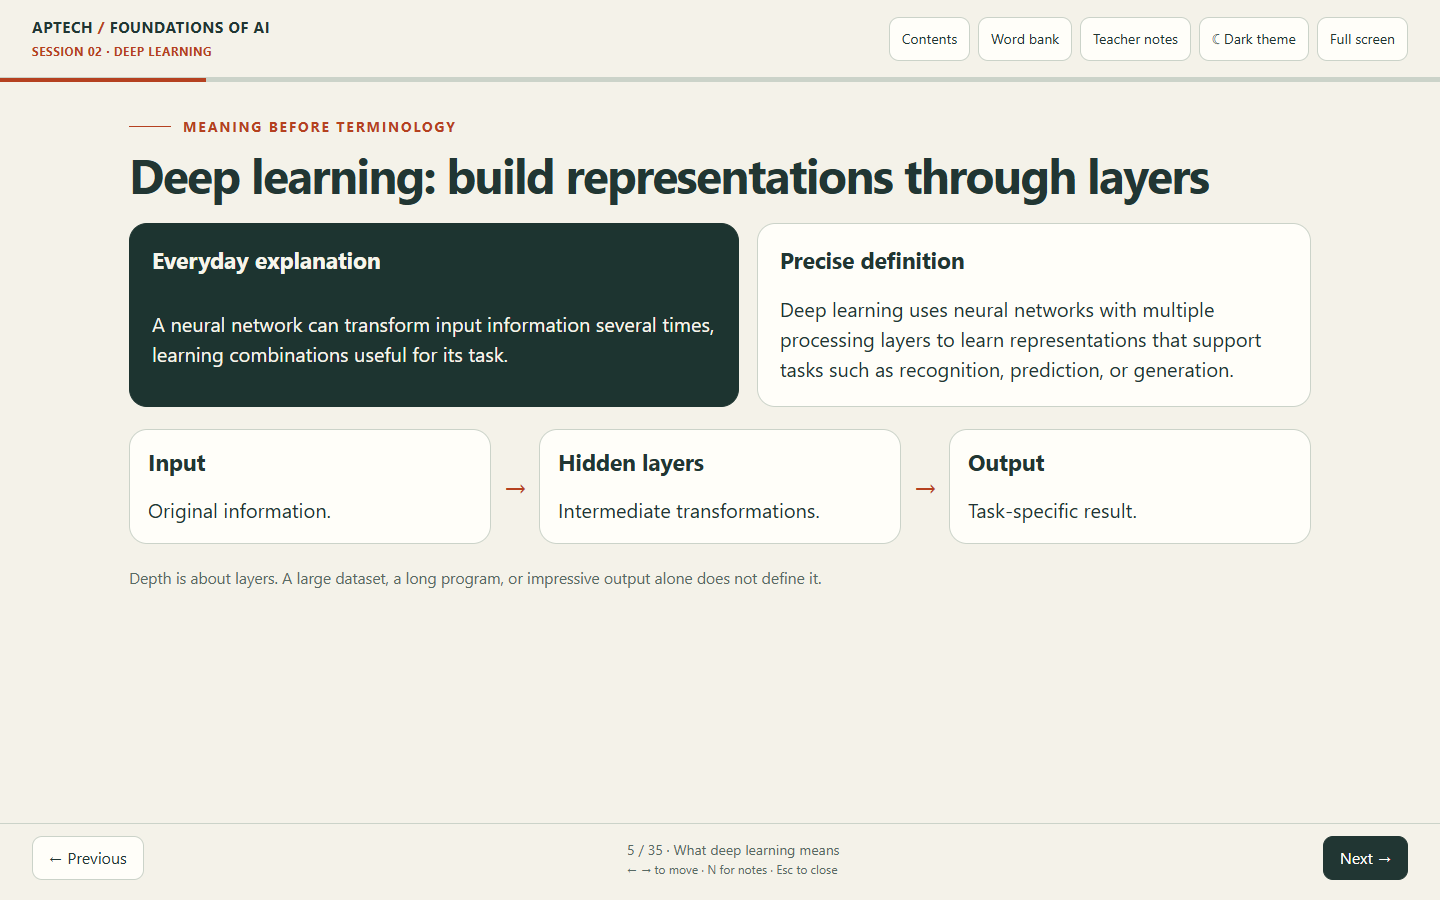 APTECH / FOUNDATIONS OF AI
SESSION 02 · DEEP LEARNING
Contents
Word bank
Teacher notes
☾ Dark theme
Full screen
MEANING BEFORE TERMINOLOGY
Deep learning: build representations through layers
Everyday explanation
A neural network can transform input information several times,
learning combinations useful for its task.
Precise definition
Deep learning uses neural networks with multiple
processing layers to learn representations that support
tasks such as recognition, prediction, or generation.
Input
Original information.
→
Hidden layers
Intermediate transformations.
→
Output
Task-specific result.
Depth is about layers. A large dataset, a long program, or impressive output alone does not define it.
← Previous
5 / 35 · What deep learning means
← → to move · N for notes · Esc to close
Next →